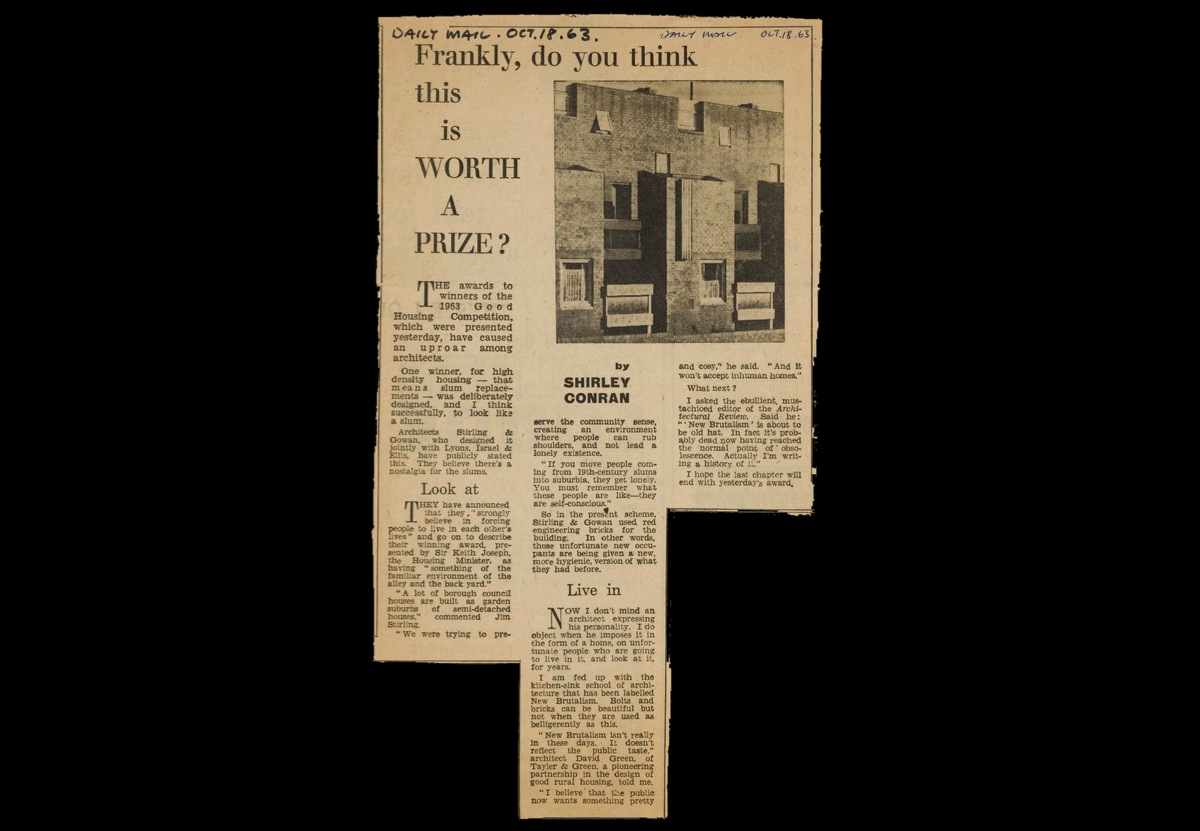 DAILY MAIL . OCT.18.63.
DAILY MAIL OCT.18.63
Frankly, do you think
this
is
WORTH
A
PRIZE?
THE awards to
winners of the
1963 Good
Housing Competition,
which were presented
yesterday, have caused
an uproar among
architects.
One winner, for high
density housing — that
means slum replace-
ments — was deliberately
designed, and I think
successfully, to look like
a slum.
Architects Stirling &
Gowan, who designed it
jointly with Lyons, Israel &
Ellis, have publicly stated
this. They believe there's a
nostalgia for the slums.
Look at
THEY have announced
that they "strongly
believe in forcing
people to live in each other's
lives" and go on to describe
their winning award, pre-
sented by Sir Keith Joseph,
the Housing Minister, as
having "something of the
familiar environment of the
alley and the back yard."
"A lot of borough council
houses are built as garden
suburbs of semi-detached
houses," commented Jim
Stirling.
"We were trying to pre-
by
SHIRLEY
CONRAN
serve the community sense,
creating an environment
where people can rub
shoulders, and not lead a
lonely existence.
"If you move people com-
ing from 19th-century slums
into suburbia, they get lonely.
You must remember what
these people are like—they
are self-conscious."
So in the present scheme,
Stirling & Gowan used red
engineering bricks for the
building. In other words,
those unfortunate new occu-
pants are being given a new,
more hygienic, version of what
they had before.
Live in
NOW I don't mind an
architect expressing
his personality. I do
object when he imposes it in
the form of a home, on unfor-
tunate people who are going
to live in it, and look at it,
for years.
I am fed up with the
kitchen-sink school of archi-
tecture that has been labelled
New Brutalism. Bolts and
bricks can be beautiful but
not when they are used as
belligerently as this.
"New Brutalism isn't really
in these days. It doesn't
reflect the public taste,"
architect David Green, of
Tayler & Green, a pioneering
partnership in the design of
good rural housing, told me.
"I believe that the public
now wants something pretty
and cosy," he said. "And it
won't accept inhuman homes."
What next?
I asked the ebullient, mus-
tachioed editor of the Archi-
tectural Review. Said he:
"'New Brutalism' is about to
be old hat. In fact it's prob-
ably dead now having reached
the normal point of obso-
lescence. Actually I'm writ-
ing a history of it."
I hope the last chapter will
end with yesterday's award.